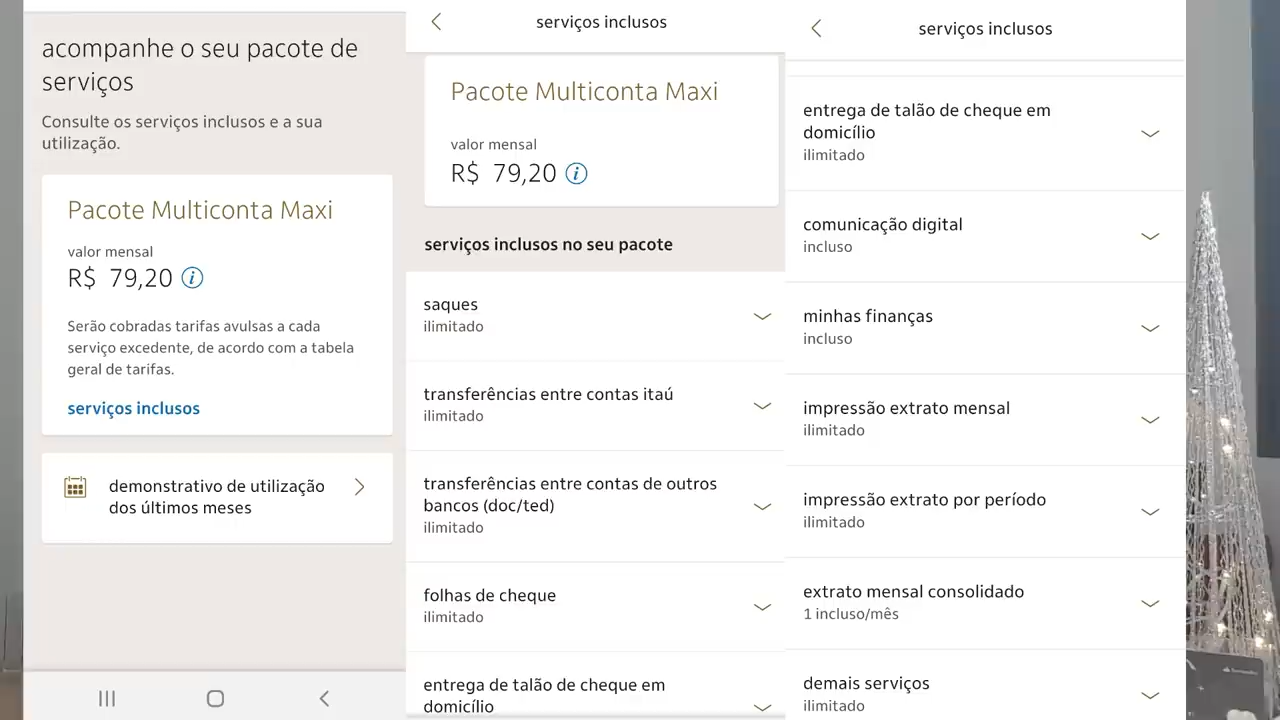 acompanhe o seu pacote de
serviços
Consulte os serviços inclusos e a sua
utilização.
Pacote Multiconta Maxi
valor mensal
R$ 79,20
Serão cobradas tarifas avulsas a cada
serviço excedente, de acordo com a tabela
geral de tarifas.
serviços inclusos
demonstrativo de utilização
dos últimos meses
serviços inclusos
Pacote Multiconta Maxi
valor mensal
R$ 79,20
serviços inclusos no seu pacote
saques
ilimitado
transferências entre contas itaú
ilimitado
transferências entre contas de outros
bancos (doc/ted)
ilimitado
folhas de cheque
ilimitado
entrega de talão de cheque em
domicílio
serviços inclusos
entrega de talão de cheque em
domicílio
ilimitado
comunicação digital
incluso
minhas finanças
incluso
impressão extrato mensal
ilimitado
impressão extrato por período
ilimitado
extrato mensal consolidado
1 incluso/mês
demais serviços
ilimitado